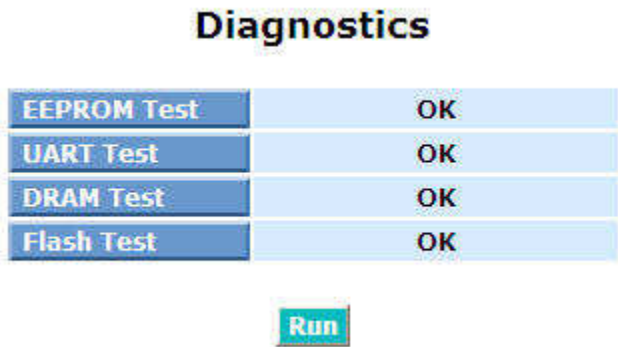 Diagnostics
EEPROM Test OK
UART Test OK
DRAM Test OK
Flash Test OK
Run